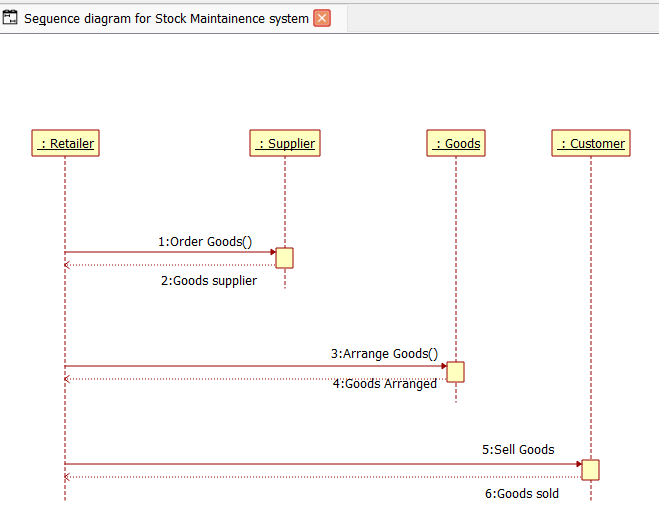 Sequence diagram for Stock Maintainence system
: Retailer
: Supplier
: Goods
: Customer
1:Order Goods()
2:Goods supplier
3:Arrange Goods()
4:Goods Arranged
5:Sell Goods
6:Goods sold